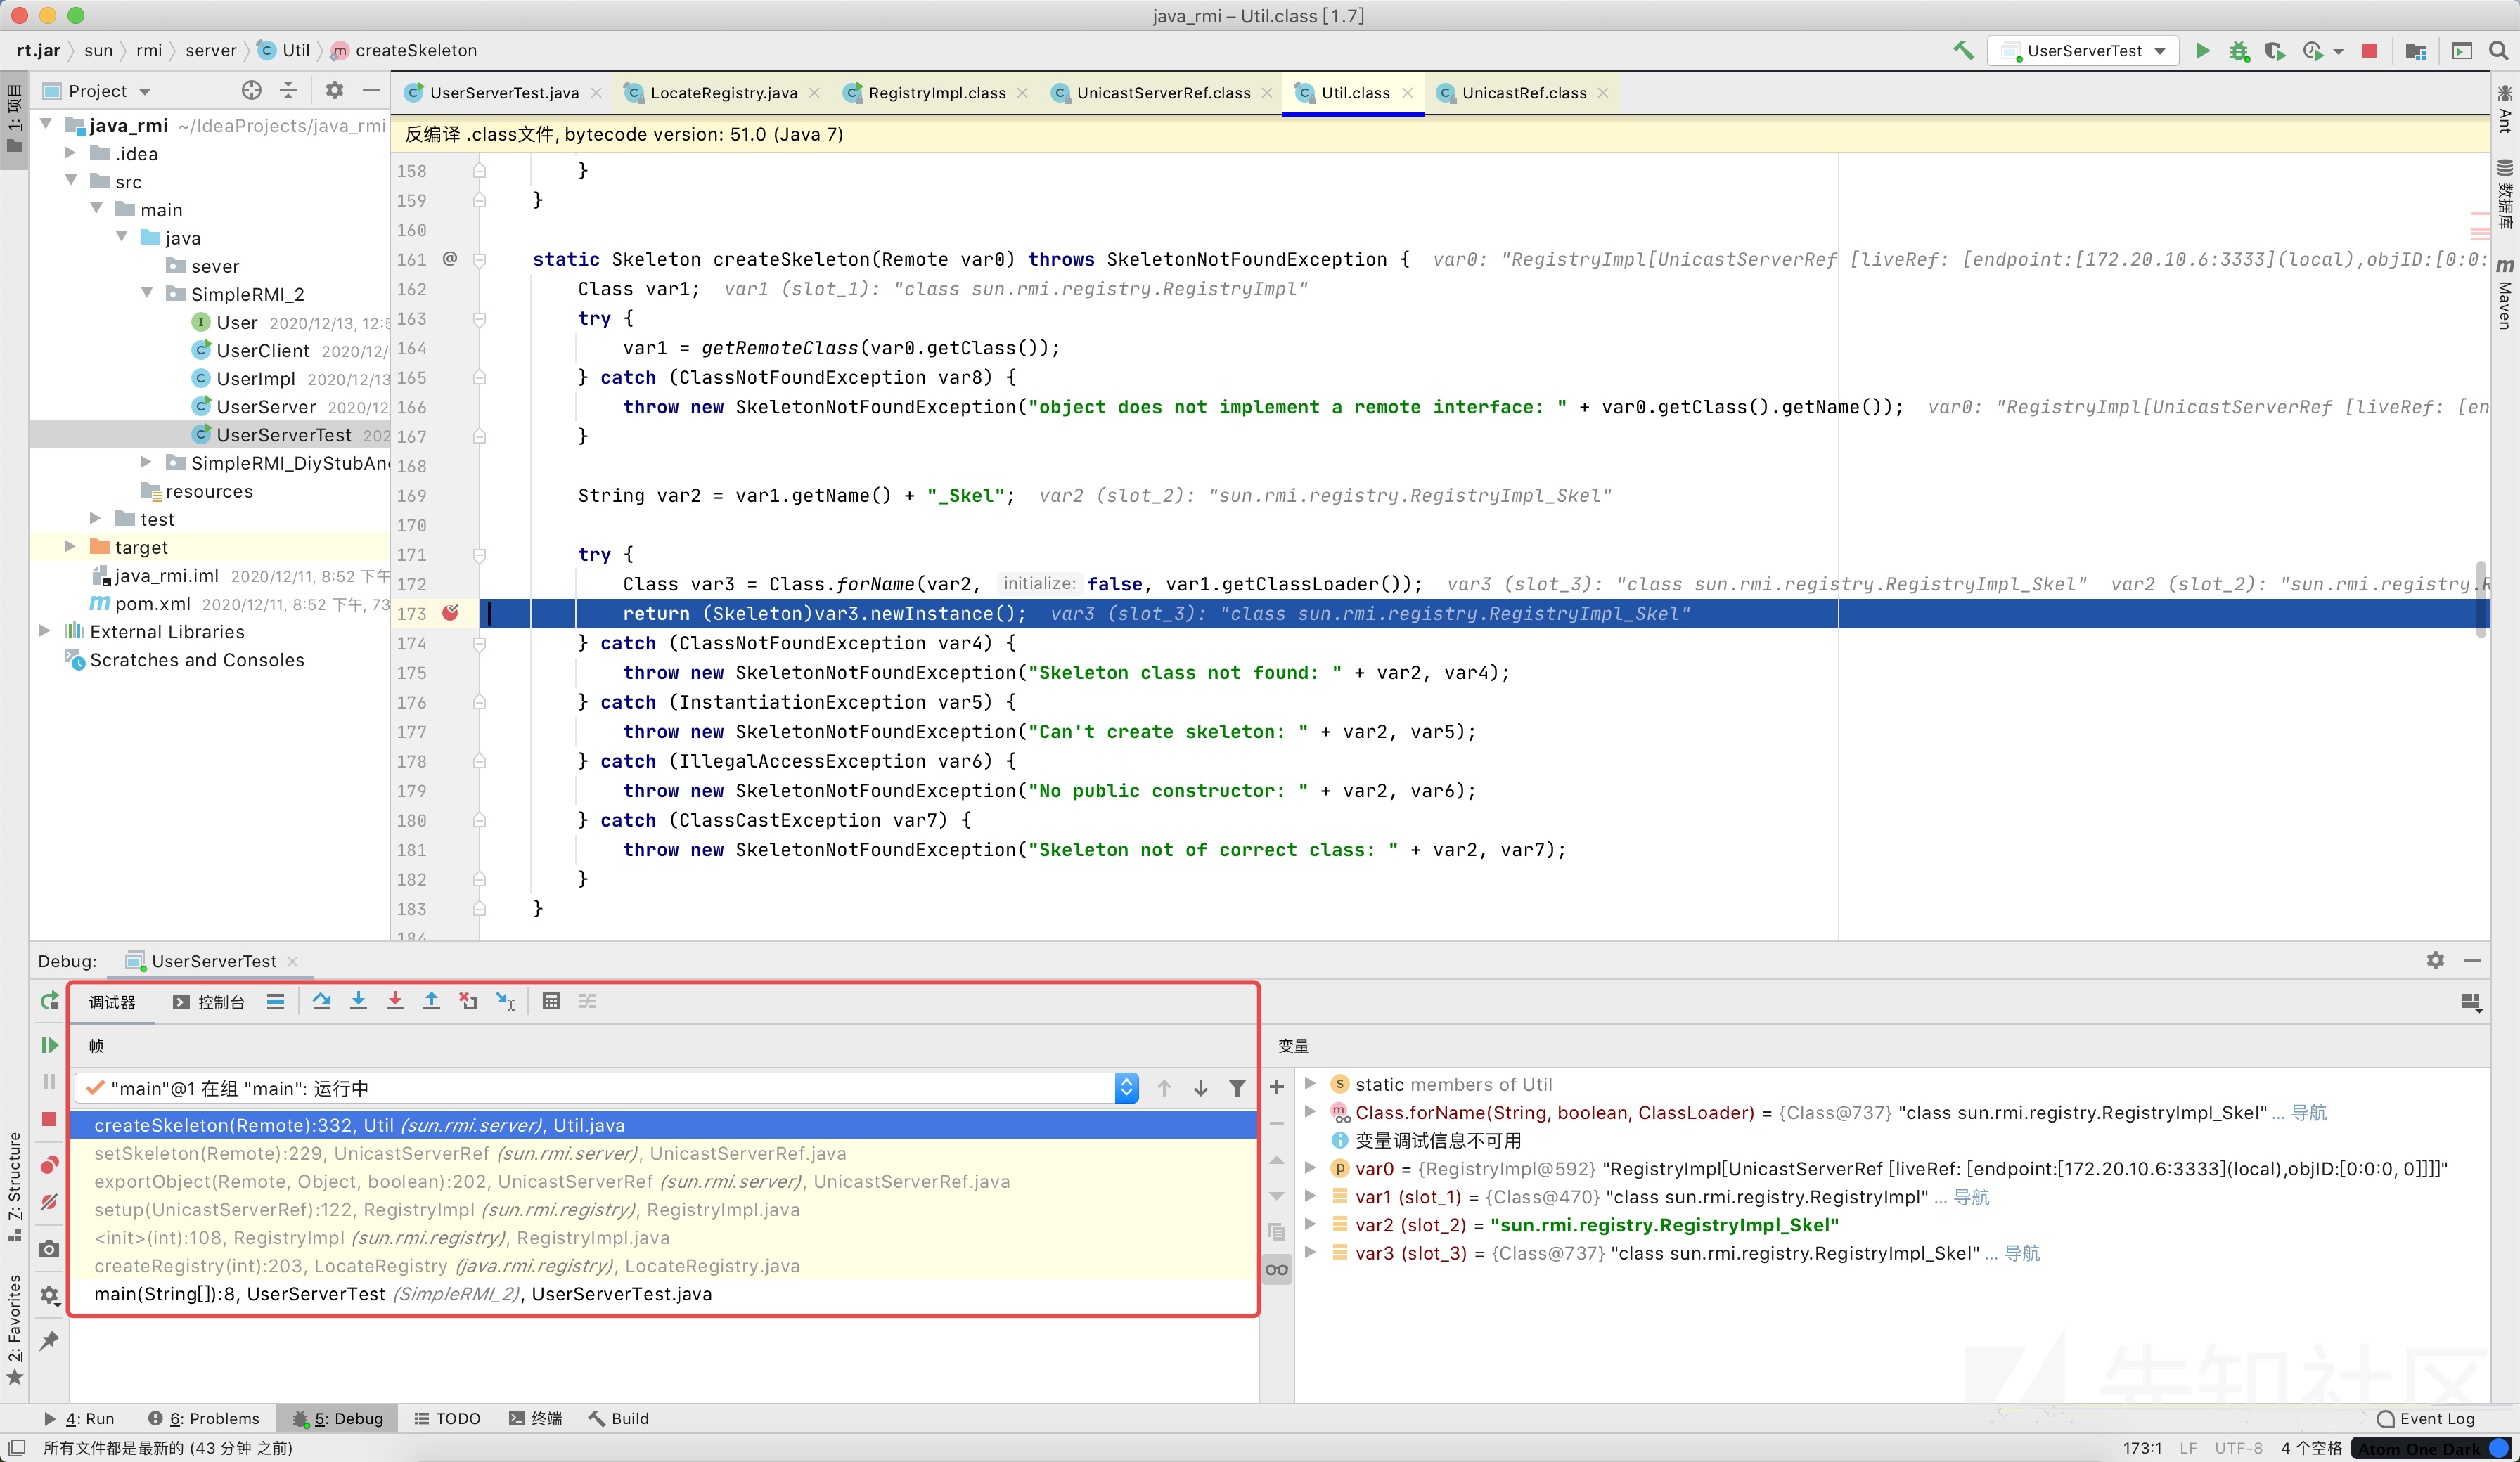 java_rmi – Util.class [1.7]
rt.jar sun rmi server Util createSkeleton
UserServerTest
1: 项目
Project
java_rmi ~/IdeaProjects/java_rmi
.idea
src
main
java
sever
SimpleRMI_2
User 2020/12/13, 12:5
UserClient 2020/12/
UserImpl 2020/12/13
UserServer 2020/12
UserServerTest 202
SimpleRMI_DiyStubAn
resources
test
target
java_rmi.iml 2020/12/11, 8:52 下午
pom.xml 2020/12/11, 8:52 下午, 73
External Libraries
Scratches and Consoles
UserServerTest.java LocateRegistry.java RegistryImpl.class UnicastServerRef.class Util.class UnicastRef.class
反编译 .class文件, bytecode version: 51.0 (Java 7)
158 }
159 }
160
161 @ static Skeleton createSkeleton(Remote var0) throws SkeletonNotFoundException { var0: "RegistryImpl[UnicastServerRef [liveRef: [endpoint:[172.20.10.6:3333](local),objID:[0:0:
162 Class var1; var1 (slot_1): "class sun.rmi.registry.RegistryImpl"
163 try {
164 var1 = getRemoteClass(var0.getClass());
165 } catch (ClassNotFoundException var8) {
166 throw new SkeletonNotFoundException("object does not implement a remote interface: " + var0.getClass().getName()); var0: "RegistryImpl[UnicastServerRef [liveRef: [en
167 }
168
169 String var2 = var1.getName() + "_Skel"; var2 (slot_2): "sun.rmi.registry.RegistryImpl_Skel"
170
171 try {
172 Class var3 = Class.forName(var2, initialize: false, var1.getClassLoader()); var3 (slot_3): "class sun.rmi.registry.RegistryImpl_Skel" var2 (slot_2): "sun.rmi.registry.R
173 return (Skeleton)var3.newInstance(); var3 (slot_3): "class sun.rmi.registry.RegistryImpl_Skel"
174 } catch (ClassNotFoundException var4) {
175 throw new SkeletonNotFoundException("Skeleton class not found: " + var2, var4);
176 } catch (InstantiationException var5) {
177 throw new SkeletonNotFoundException("Can't create skeleton: " + var2, var5);
178 } catch (IllegalAccessException var6) {
179 throw new SkeletonNotFoundException("No public constructor: " + var2, var6);
180 } catch (ClassCastException var7) {
181 throw new SkeletonNotFoundException("Skeleton not of correct class: " + var2, var7);
182 }
183 }
184
Ant
数据库
Maven
Debug: UserServerTest
调试器 控制台
帧
"main"@1 在组 "main": 运行中
createSkeleton(Remote):332, Util (sun.rmi.server), Util.java
setSkeleton(Remote):229, UnicastServerRef (sun.rmi.server), UnicastServerRef.java
exportObject(Remote, Object, boolean):202, UnicastServerRef (sun.rmi.server), UnicastServerRef.java
setup(UnicastServerRef):122, RegistryImpl (sun.rmi.registry), RegistryImpl.java
<init>(int):108, RegistryImpl (sun.rmi.registry), RegistryImpl.java
createRegistry(int):203, LocateRegistry (java.rmi.registry), LocateRegistry.java
main(String[]):8, UserServerTest (SimpleRMI_2), UserServerTest.java
变量
static members of Util
Class.forName(String, boolean, ClassLoader) = {Class@737} "class sun.rmi.registry.RegistryImpl_Skel" ... 导航
变量调试信息不可用
var0 = {RegistryImpl@592} "RegistryImpl[UnicastServerRef [liveRef: [endpoint:[172.20.10.6:3333](local),objID:[0:0:0, 0]]]]"
var1 (slot_1) = {Class@470} "class sun.rmi.registry.RegistryImpl" ... 导航
var2 (slot_2) = "sun.rmi.registry.RegistryImpl_Skel"
var3 (slot_3) = {Class@737} "class sun.rmi.registry.RegistryImpl_Skel" ... 导航
7: Structure
2: Favorites
先知社区
4: Run 6: Problems 5: Debug TODO 终端 Build Event Log
所有文件都是最新的 (43 分钟 之前) 173:1 LF UTF-8 4 个空格 Atom One Dark